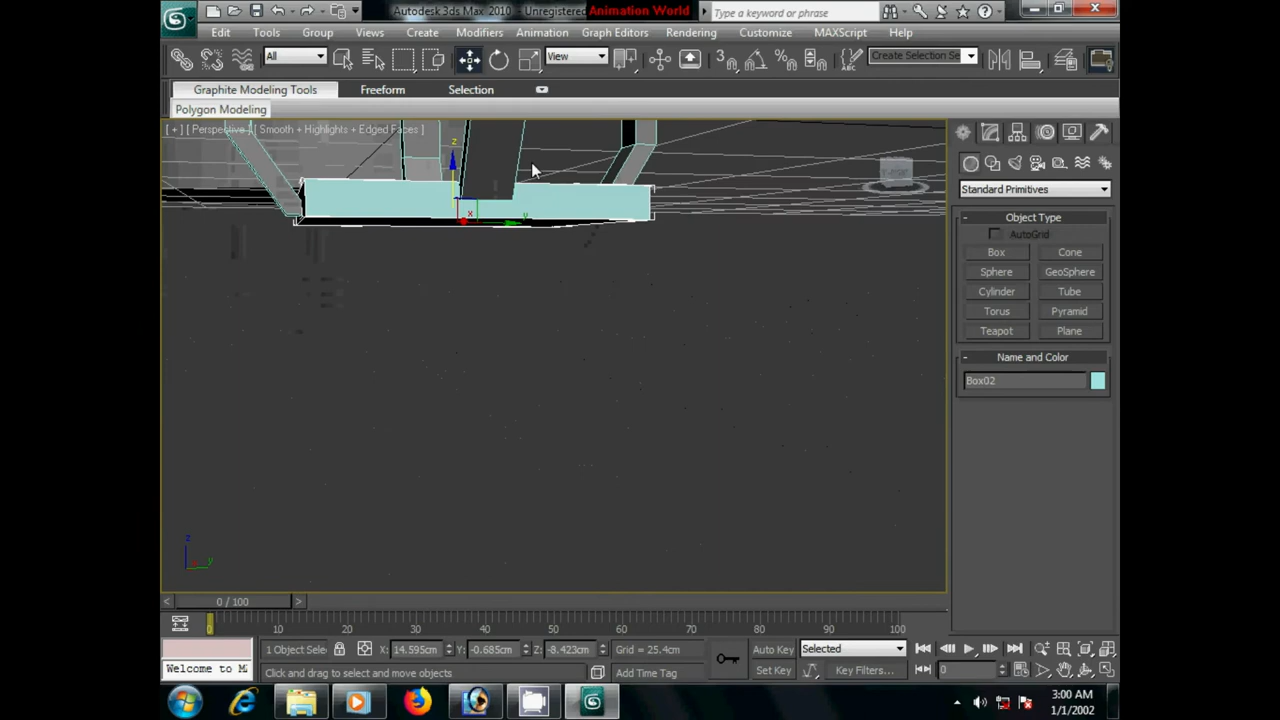 Autodesk 3ds Max 2010 - Unregistered Animation World
Type a keyword or phrase
Edit Tools Group Views Create Modifiers Animation Graph Editors Rendering Customize MAXScript Help
All View Create Selection Se
Graphite Modeling Tools Freeform Selection
Polygon Modeling
[ + ] [ Perspective ] [ Smooth + Highlights + Edged Faces ]
z
x
y
Standard Primitives
- Object Type
AutoGrid
Box Cone
Sphere GeoSphere
Cylinder Tube
Torus Pyramid
Teapot Plane
- Name and Color
Box02
z
y
< 0 / 100 >
0 10 20 30 40 50 60 70 80 90 100
1 Object Sele X: 14.595cm Y: -0.685cm Z: -8.423cm Grid = 25.4cm Auto Key Selected
Welcome to M Click and drag to select and move objects Add Time Tag Set Key Key Filters... 0
3:00 AM
1/1/2002